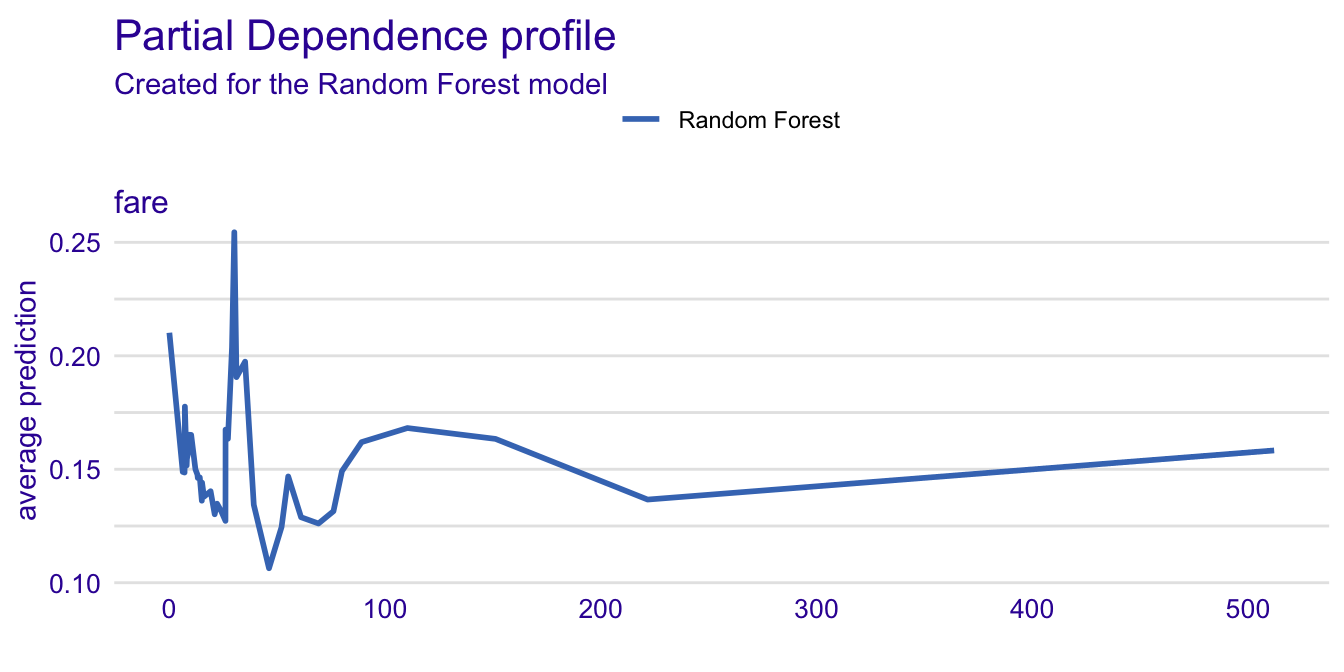 Partial Dependence profile
Created for the Random Forest model
Random Forest
fare
average prediction
0.25
0.20
0.15
0.10
0 100 200 300 400 500